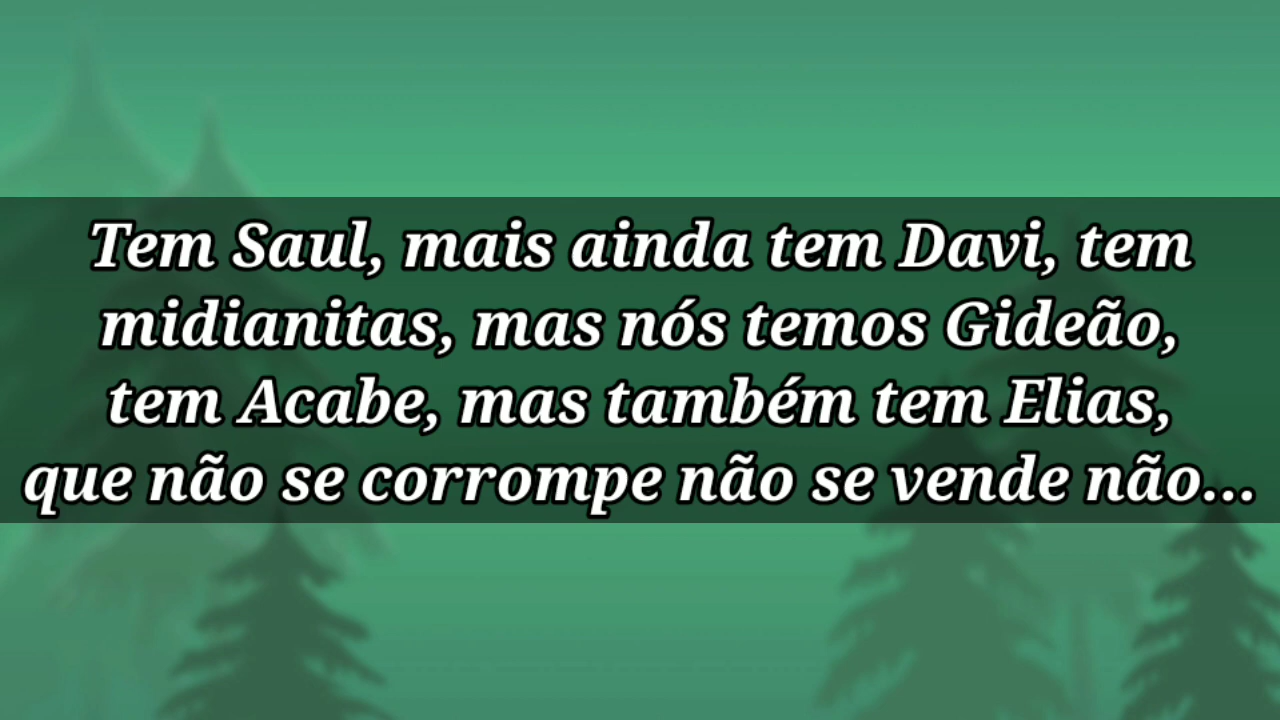 Tem Saul, mais ainda tem Davi, tem
midianitas, mas nós temos Gideão,
tem Acabe, mas também tem Elias,
que não se corrompe não se vende não...